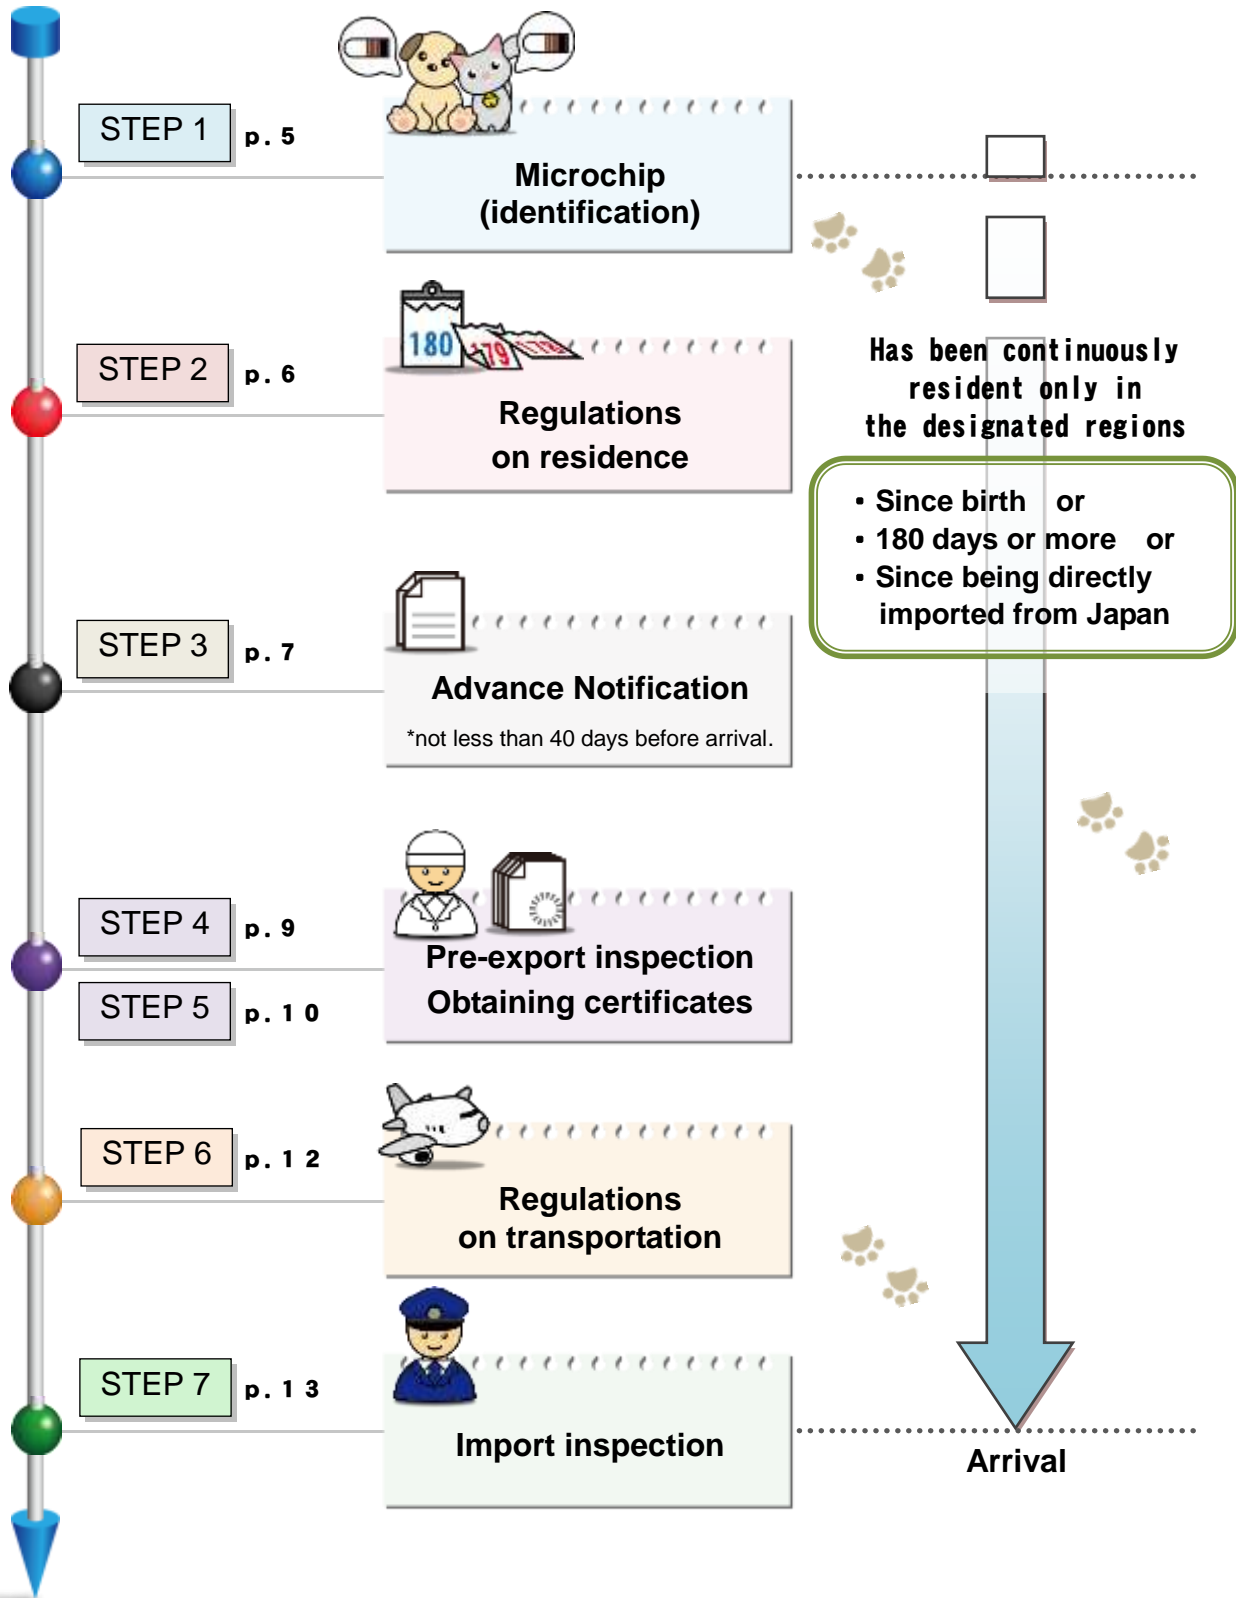 STEP 1 p. 5
Microchip
(identification)
180
179
178
STEP 2 p. 6
Regulations
on residence
Has been continuously
resident only in
the designated regions
・Since birth or
・180 days or more or
・Since being directly
imported from Japan
STEP 3 p. 7
Advance Notification
*not less than 40 days before arrival.
STEP 4 p. 9
Pre-export inspection
STEP 5 p. 10
Obtaining certificates
STEP 6 p. 12
Regulations
on transportation
STEP 7 p. 13
Import inspection
Arrival